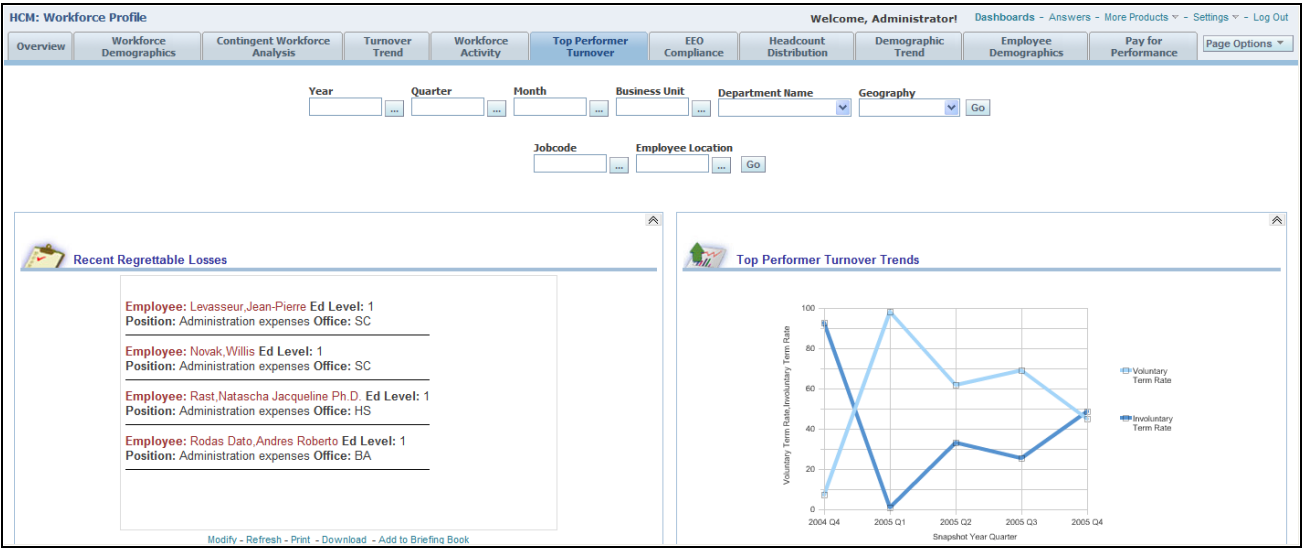 HCM: Workforce Profile
Welcome, Administrator! Dashboards - Answers - More Products - Settings - Log Out
Overview
Workforce Demographics
Contingent Workforce Analysis
Turnover Trend
Workforce Activity
Top Performer Turnover
EEO Compliance
Headcount Distribution
Demographic Trend
Employee Demographics
Pay for Performance
Page Options
Year Quarter Month Business Unit Department Name Geography
... ... ... ... Go
Jobcode Employee Location
... ... Go
Recent Regrettable Losses
Employee: Levasseur,Jean-Pierre Ed Level: 1
Position: Administration expenses Office: SC
Employee: Novak,Willis Ed Level: 1
Position: Administration expenses Office: SC
Employee: Rast,Natascha Jacqueline Ph.D. Ed Level: 1
Position: Administration expenses Office: HS
Employee: Rodas Dato,Andres Roberto Ed Level: 1
Position: Administration expenses Office: BA
Modify - Refresh - Print - Download - Add to Briefing Book
Top Performer Turnover Trends
Voluntary Term Rate,Involuntary Term Rate
100
80
60
40
20
0
2004 Q4 2005 Q1 2005 Q2 2005 Q3 2005 Q4
Snapshot Year Quarter
Voluntary
Term Rate
Involuntary
Term Rate